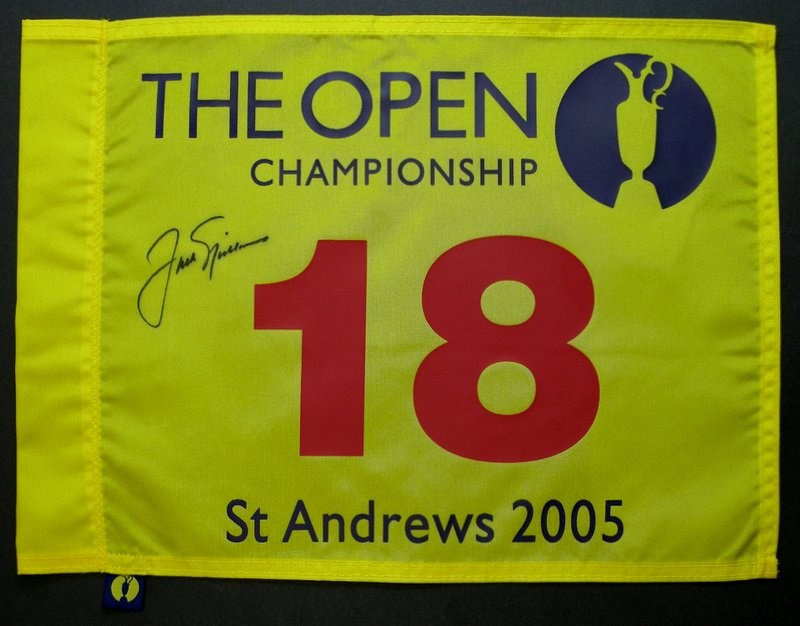 THE OPEN
CHAMPIONSHIP
18
St Andrews 2005